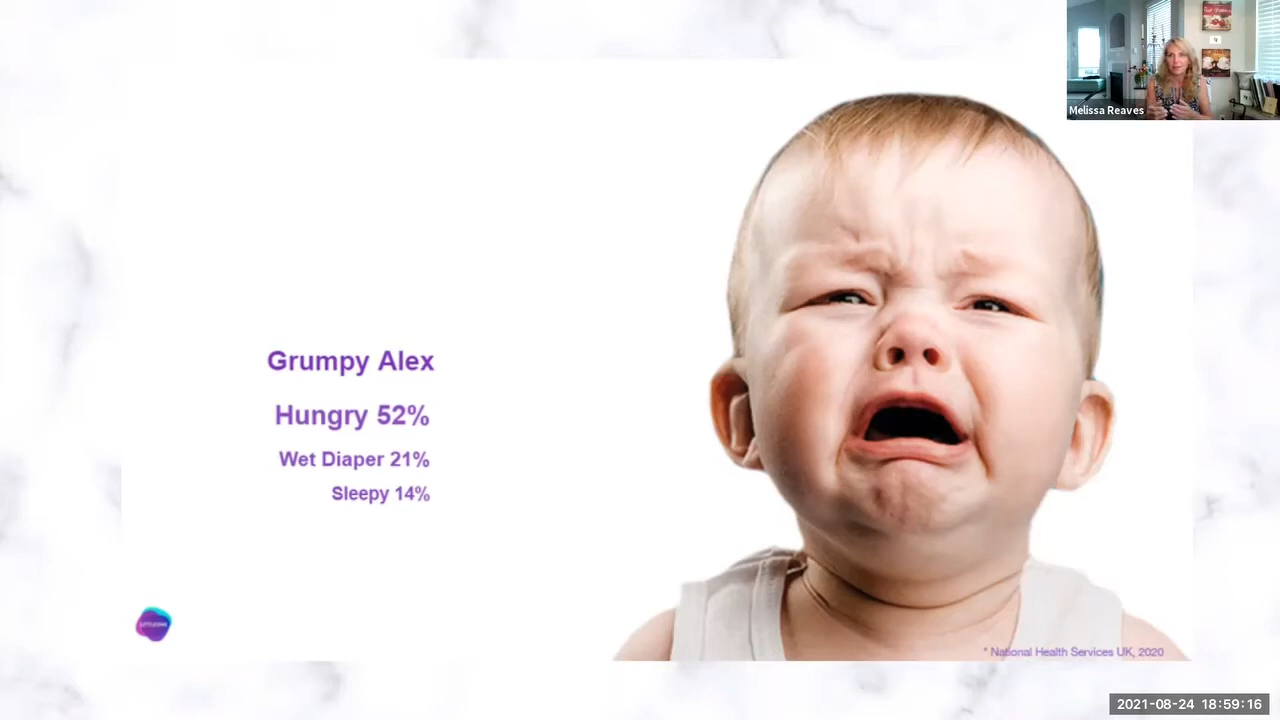 Melissa Reaves
Grumpy Alex
Hungry 52%
Wet Diaper 21%
Sleepy 14%
* National Health Services UK, 2020
2021-08-24 18:59:16